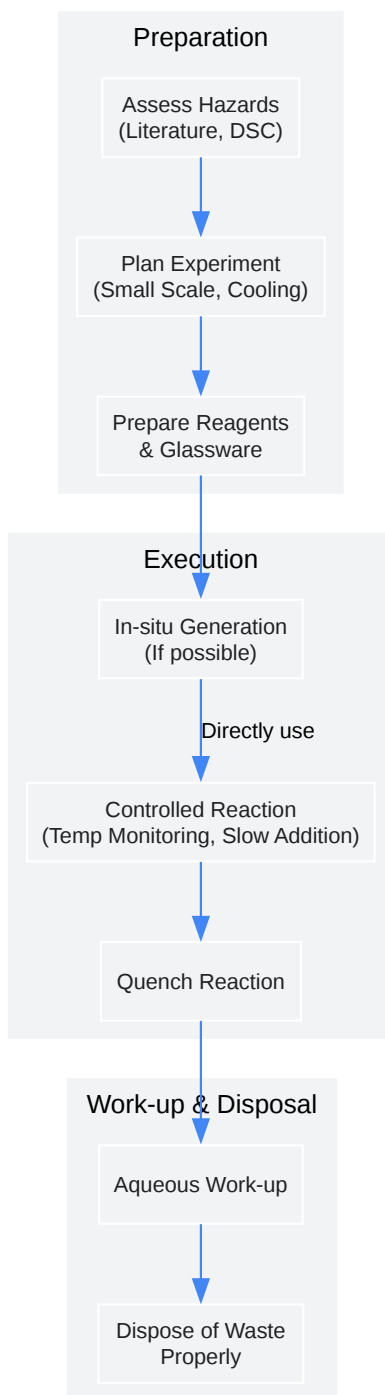 Preparation
Assess Hazards
(Literature, DSC)
Plan Experiment
(Small Scale, Cooling)
Prepare Reagents
& Glassware
Execution
In-situ Generation
(If possible)
Directly use
Controlled Reaction
(Temp Monitoring, Slow Addition)
Quench Reaction
Work-up & Disposal
Aqueous Work-up
Dispose of Waste
Properly